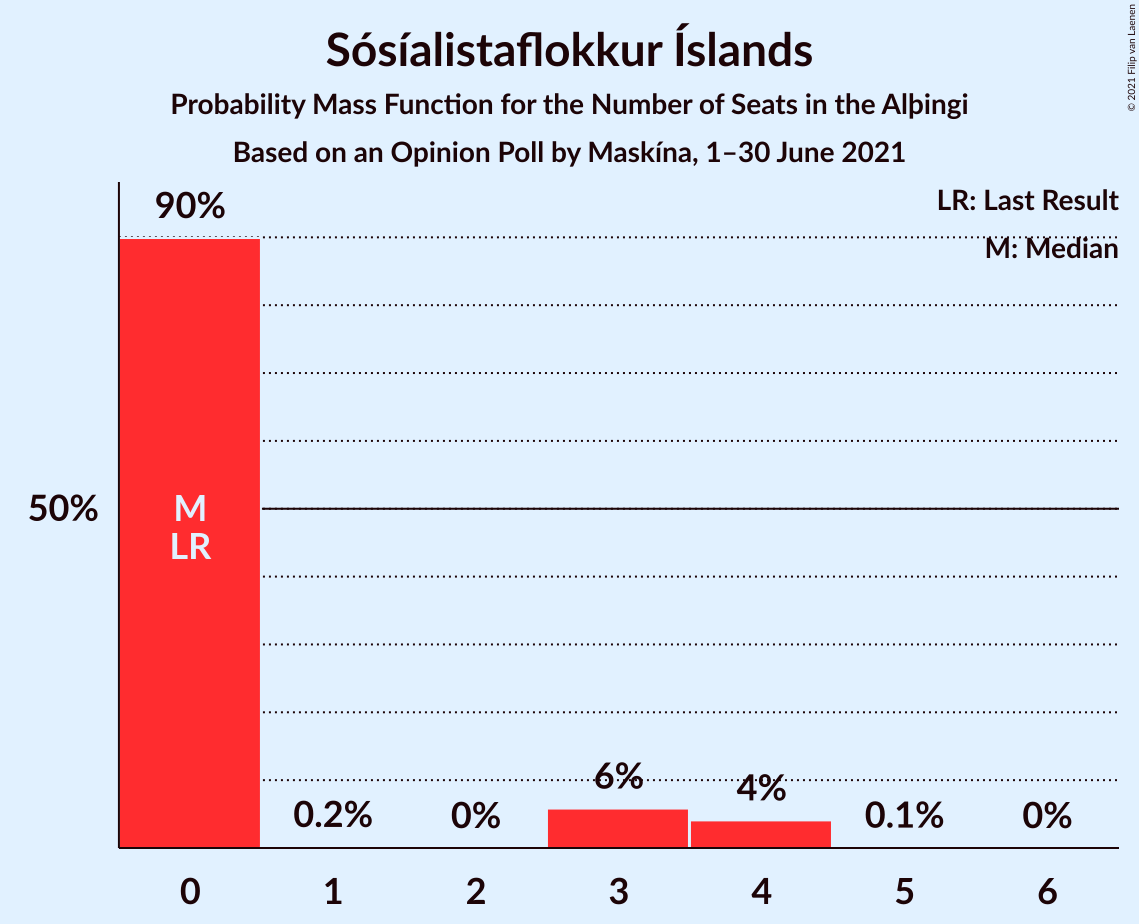 Sósíalistaflokkur Íslands
Probability Mass Function for the Number of Seats in the Alþingi
Based on an Opinion Poll by Maskína, 1–30 June 2021
© 2021 Filip van Laenen
LR: Last Result
M: Median
90%
50%
M
LR
0.2%
0%
6%
4%
0.1%
0%
0 1 2 3 4 5 6